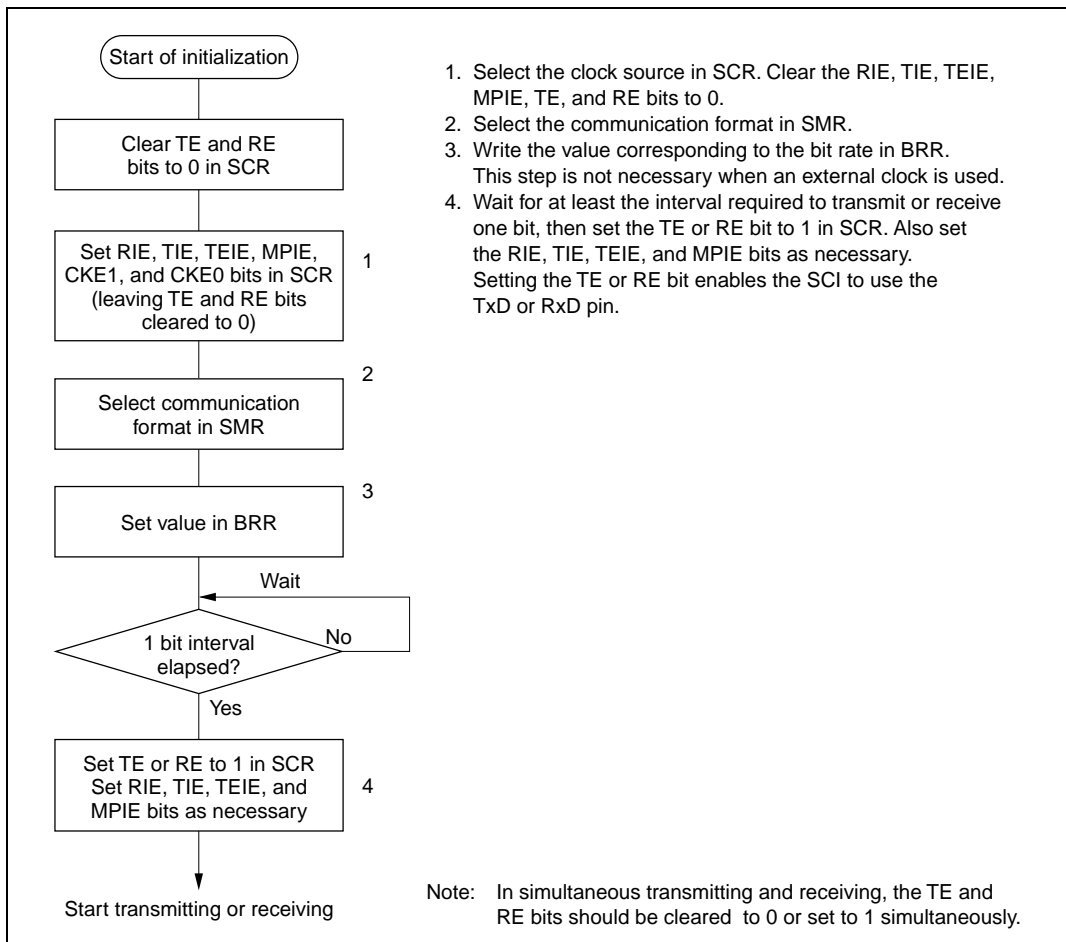 Start of initialization
Clear TE and RE
bits to 0 in SCR
Set RIE, TIE, TEIE, MPIE,
CKE1, and CKE0 bits in SCR
(leaving TE and RE bits
cleared to 0)
1
2
Select communication
format in SMR
3
Set value in BRR
Wait
1 bit interval
elapsed?
No
Yes
Set TE or RE to 1 in SCR
Set RIE, TIE, TEIE, and
MPIE bits as necessary
4
Start transmitting or receiving
1. Select the clock source in SCR. Clear the RIE, TIE, TEIE,
MPIE, TE, and RE bits to 0.
2. Select the communication format in SMR.
3. Write the value corresponding to the bit rate in BRR.
This step is not necessary when an external clock is used.
4. Wait for at least the interval required to transmit or receive
one bit, then set the TE or RE bit to 1 in SCR. Also set
the RIE, TIE, TEIE, and MPIE bits as necessary.
Setting the TE or RE bit enables the SCI to use the
TxD or RxD pin.
Note: In simultaneous transmitting and receiving, the TE and
RE bits should be cleared to 0 or set to 1 simultaneously.